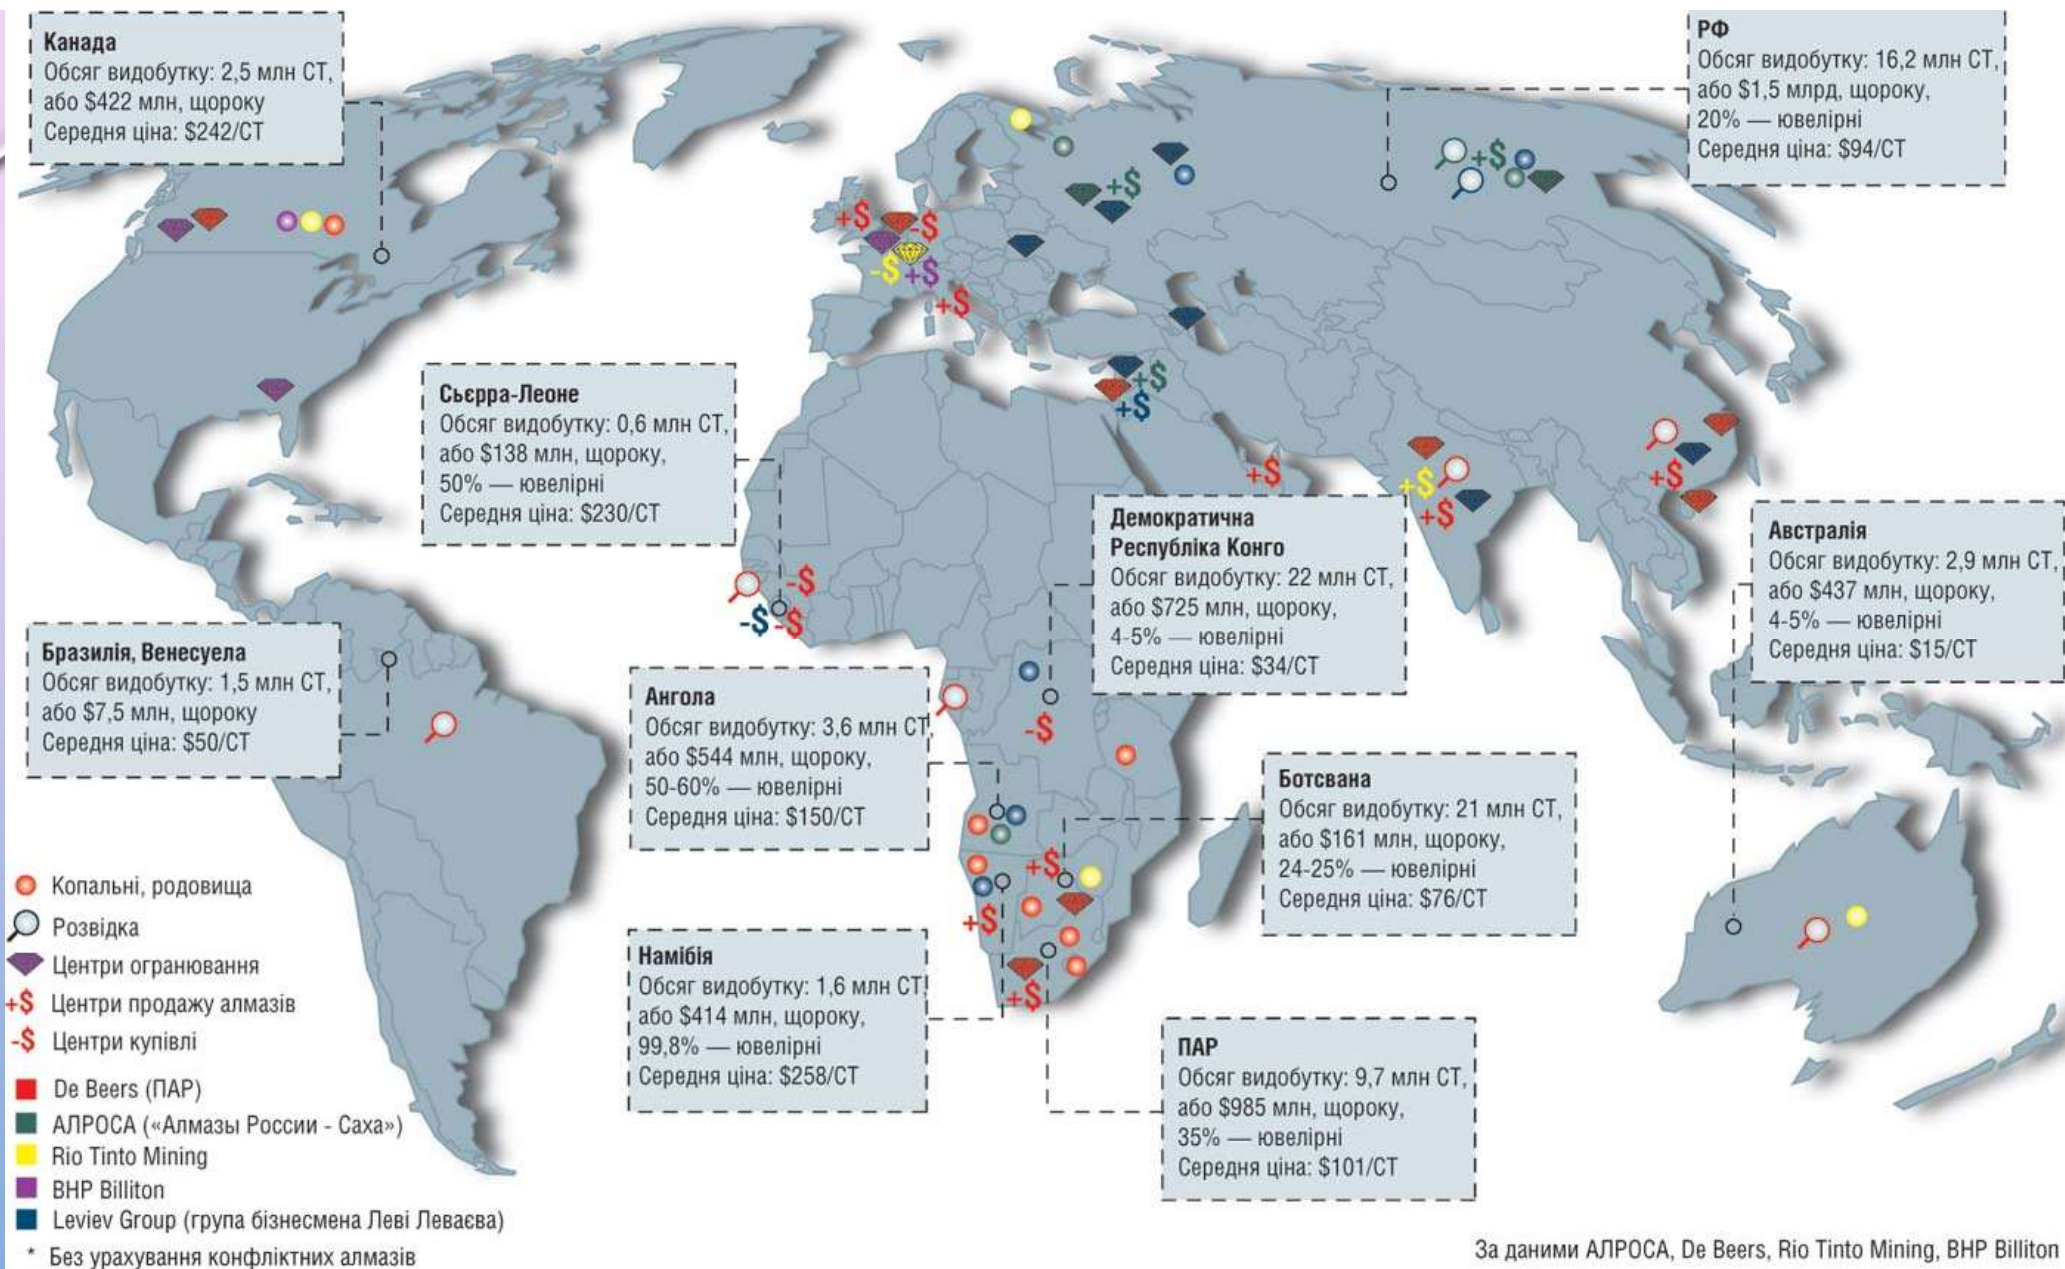 Канада
Обсяг видобутку: 2,5 млн СТ,
або $422 млн, щороку
Середня ціна: $242/СТ
РФ
Обсяг видобутку: 16,2 млн СТ,
або $1,5 млрд, щороку,
20% — ювелірні
Середня ціна: $94/СТ
Сьєрра-Леоне
Обсяг видобутку: 0,6 млн СТ,
або $138 млн, щороку,
50% — ювелірні
Середня ціна: $230/СТ
Демократична
Республіка Конго
Обсяг видобутку: 22 млн СТ,
або $725 млн, щороку,
4-5% — ювелірні
Середня ціна: $34/СТ
Австралія
Обсяг видобутку: 2,9 млн СТ,
або $437 млн, щороку,
4-5% — ювелірні
Середня ціна: $15/СТ
Бразилія, Венесуела
Обсяг видобутку: 1,5 млн СТ,
або $7,5 млн, щороку
Середня ціна: $50/СТ
Ангола
Обсяг видобутку: 3,6 млн СТ,
або $544 млн, щороку,
50-60% — ювелірні
Середня ціна: $150/СТ
Ботсвана
Обсяг видобутку: 21 млн СТ,
або $161 млн, щороку,
24-25% — ювелірні
Середня ціна: $76/СТ
Намібія
Обсяг видобутку: 1,6 млн СТ,
або $414 млн, щороку,
99,8% — ювелірні
Середня ціна: $258/СТ
ПАР
Обсяг видобутку: 9,7 млн СТ,
або $985 млн, щороку,
35% — ювелірні
Середня ціна: $101/СТ
Копальні, родовища
Розвідка
Центри огранювання
+$ Центри продажу алмазів
-$ Центри купівлі
De Beers (ПАР)
АЛРОСА («Алмазы России - Саха»)
Rio Tinto Mining
BHP Billiton
Leviev Group (група бізнесмена Леві Леваєва)
* Без урахування конфліктних алмазів
За даними АЛРОСА, De Beers, Rio Tinto Mining, BHP Billiton